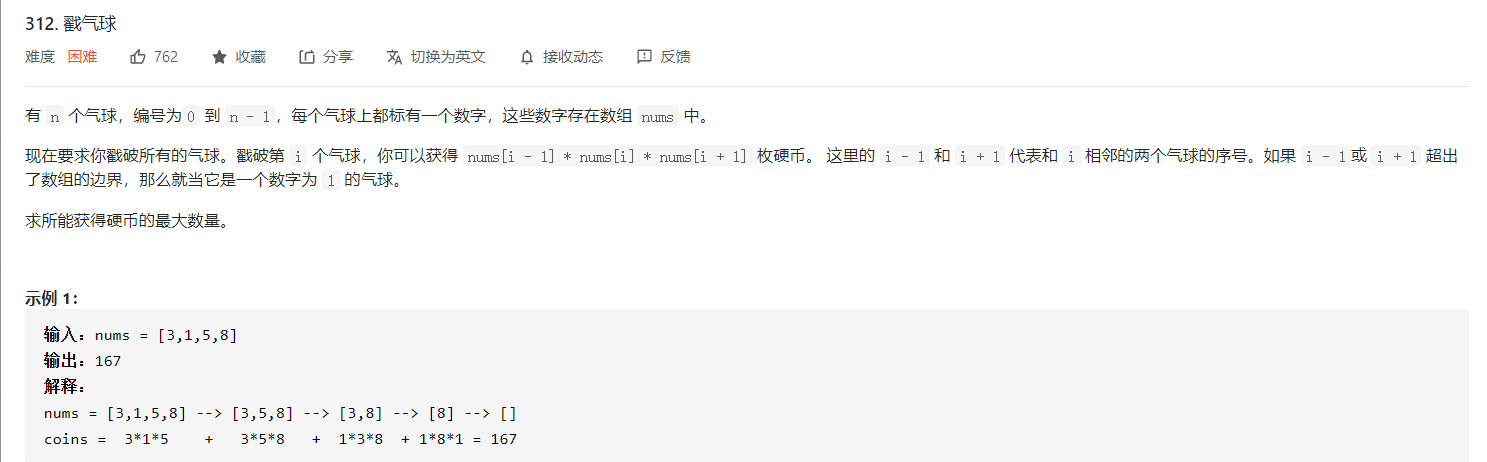 312. 戳气球
难度 困难 762 收藏 分享 切换为英文 接收动态 反馈
有 n 个气球，编号为0 到 n - 1，每个气球上都标有一个数字，这些数字存在数组 nums 中。
现在要求你戳破所有的气球。戳破第 i 个气球，你可以获得 nums[i - 1] * nums[i] * nums[i + 1] 枚硬币。 这里的 i - 1 和 i + 1 代表和 i 相邻的两个气球的序号。如果 i - 1或 i + 1 超出
了数组的边界，那么就当它是一个数字为 1 的气球。
求所能获得硬币的最大数量。
示例 1：
输入：nums = [3,1,5,8]
输出：167
解释：
nums = [3,1,5,8] --> [3,5,8] --> [3,8] --> [8] --> []
coins = 3*1*5 + 3*5*8 + 1*3*8 + 1*8*1 = 167